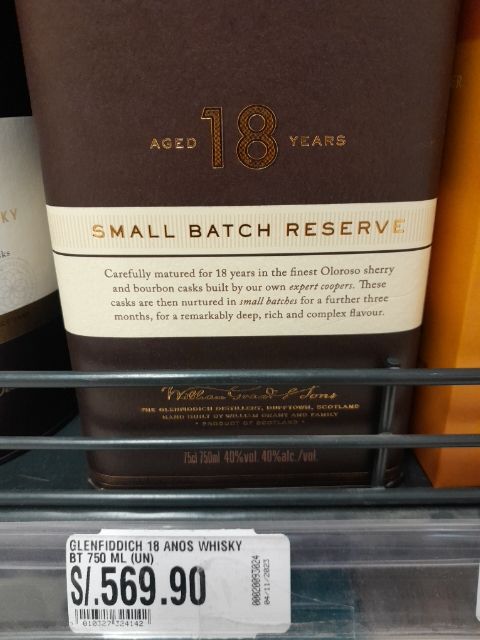 KY
AGED 18 YEARS
SMALL BATCH RESERVE
Carefully matured for 18 years in the finest Oloroso sherry
and bourbon casks built by our own expert coopers. These
casks are then nurtured in small batches for a further three
months, for a remarkably deep, rich and complex flavour.
William Grant & Sons
THE GLENFIDDICH DISTILLERY, DUFFTOWN, SCOTLAND
HAND BUILT BY WILLIAM GRANT AND FAMILY
• PRODUCT OF SCOTLAND •
75cl 750ml 40%vol. 40%alc./vol.
GLENFIDDICH 18 ANOS WHISKY
BT 750 ML (UN)
S/.569.90
010327 324142
04/11/2023